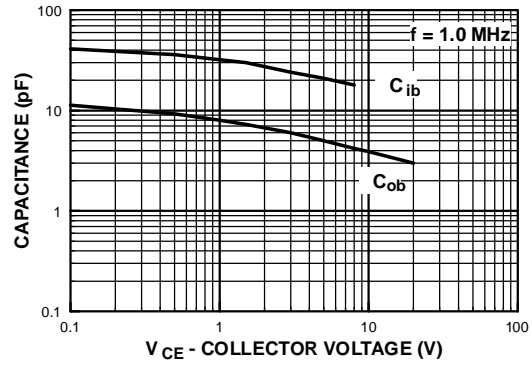 100
f = 1.0 MHz
C ib
10
CAPACITANCE (pF)
Cob
1
0.1
0.1 1 10 100
V CE - COLLECTOR VOLTAGE (V)